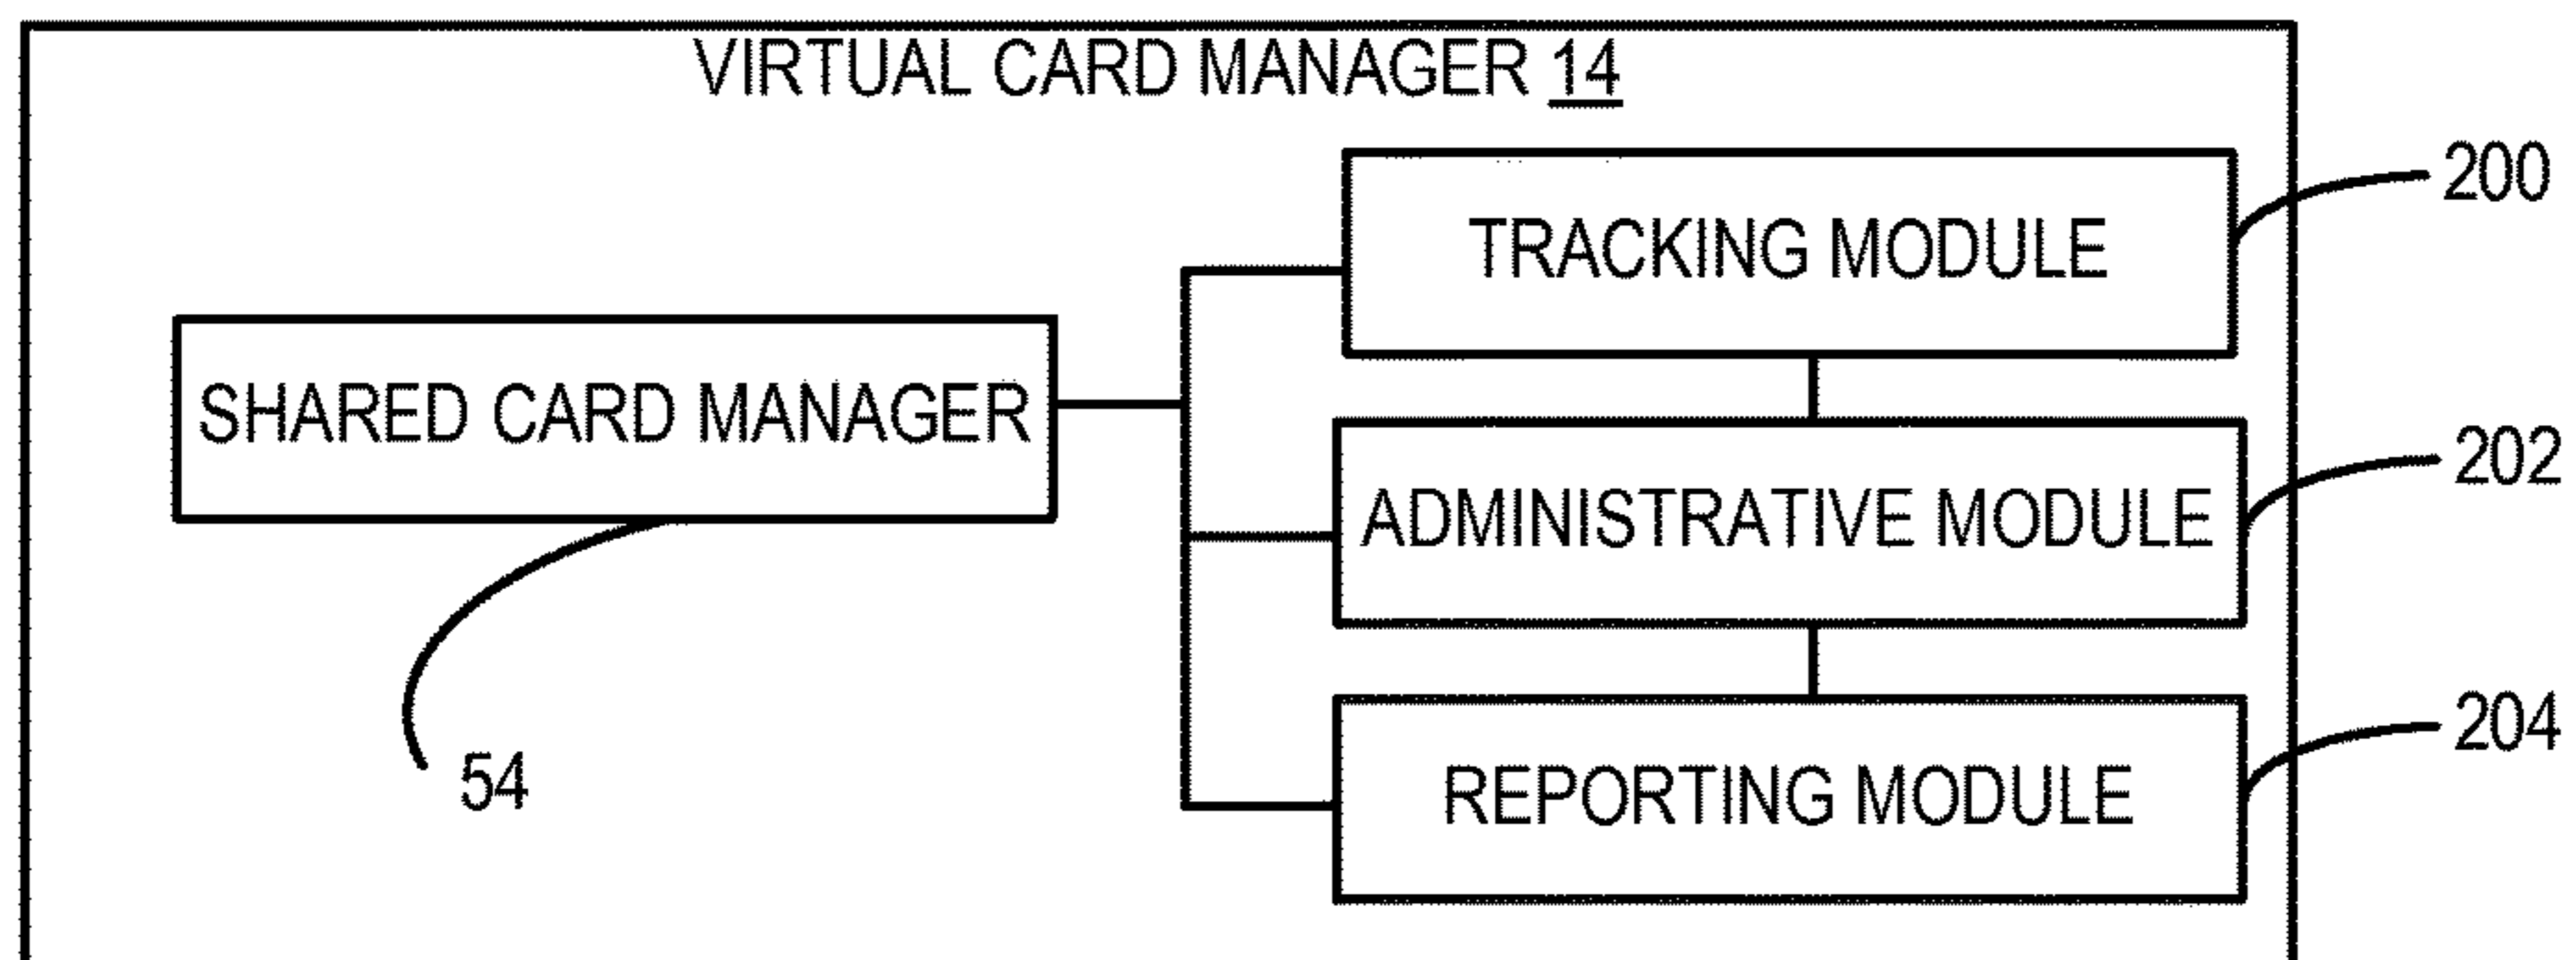 VIRTUAL CARD MANAGER 14
TRACKING MODULE
200
SHARED CARD MANAGER
ADMINISTRATIVE MODULE
202
54
REPORTING MODULE
204